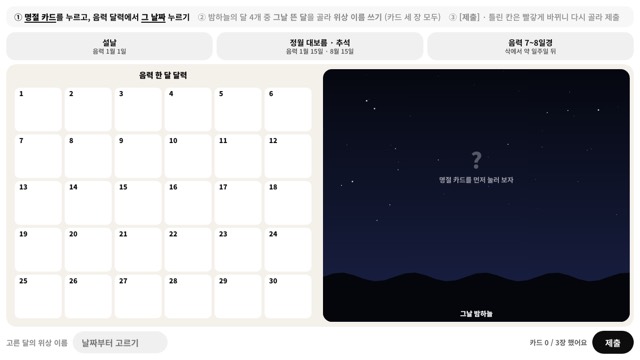 ① 명절 카드를 누르고, 음력 달력에서 그 날짜 누르기 ② 밤하늘의 달 4개 중 그날 뜬 달을 골라 위상 이름 쓰기 (카드 세 장 모두) ③ [제출] · 틀린 칸은 빨갛게 바뀌니 다시 골라 제출
설날
음력 1월 1일
정월 대보름 · 추석
음력 1월 15일 · 8월 15일
음력 7~8일경
삭에서 약 일주일 뒤
음력 한 달 달력
1 2 3 4 5 6
7 8 9 10 11 12
13 14 15 16 17 18
19 20 21 22 23 24
25 26 27 28 29 30
?
명절 카드를 먼저 눌러 보자
그날 밤하늘
고른 달의 위상 이름 날짜부터 고르기
카드 0 / 3장 했어요 제출